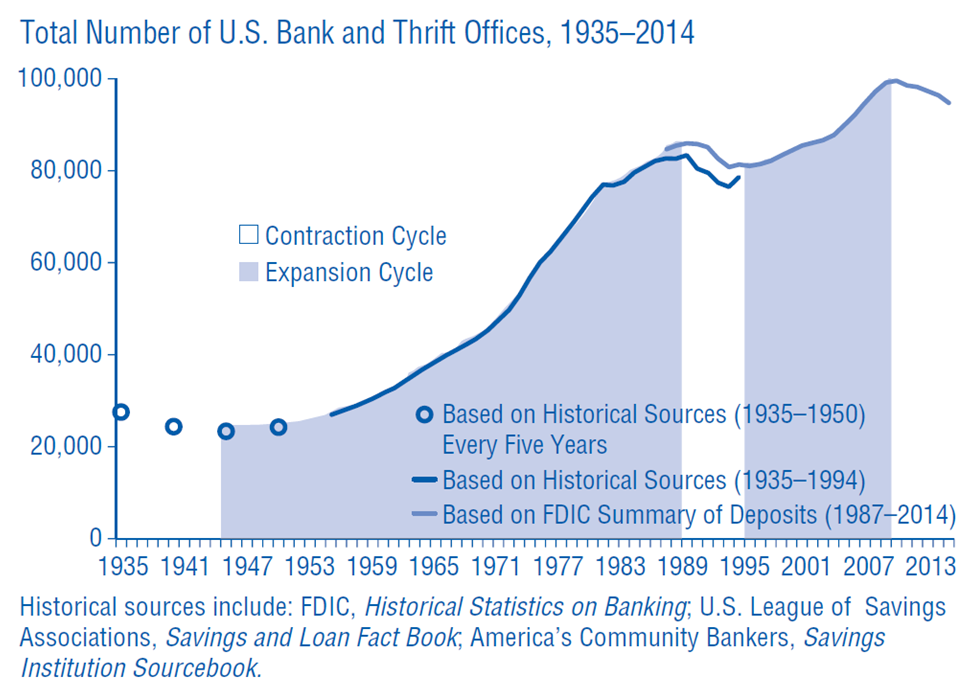 Total Number of U.S. Bank and Thrift Offices, 1935–2014
100,000
80,000
60,000
40,000
20,000
0
Contraction Cycle
Expansion Cycle
Based on Historical Sources (1935–1950)
Every Five Years
Based on Historical Sources (1935–1994)
Based on FDIC Summary of Deposits (1987–2014)
1935 1941 1947 1953 1959 1965 1971 1977 1983 1989 1995 2001 2007 2013
Historical sources include: FDIC, Historical Statistics on Banking; U.S. League of Savings
Associations, Savings and Loan Fact Book; America's Community Bankers, Savings
Institution Sourcebook.